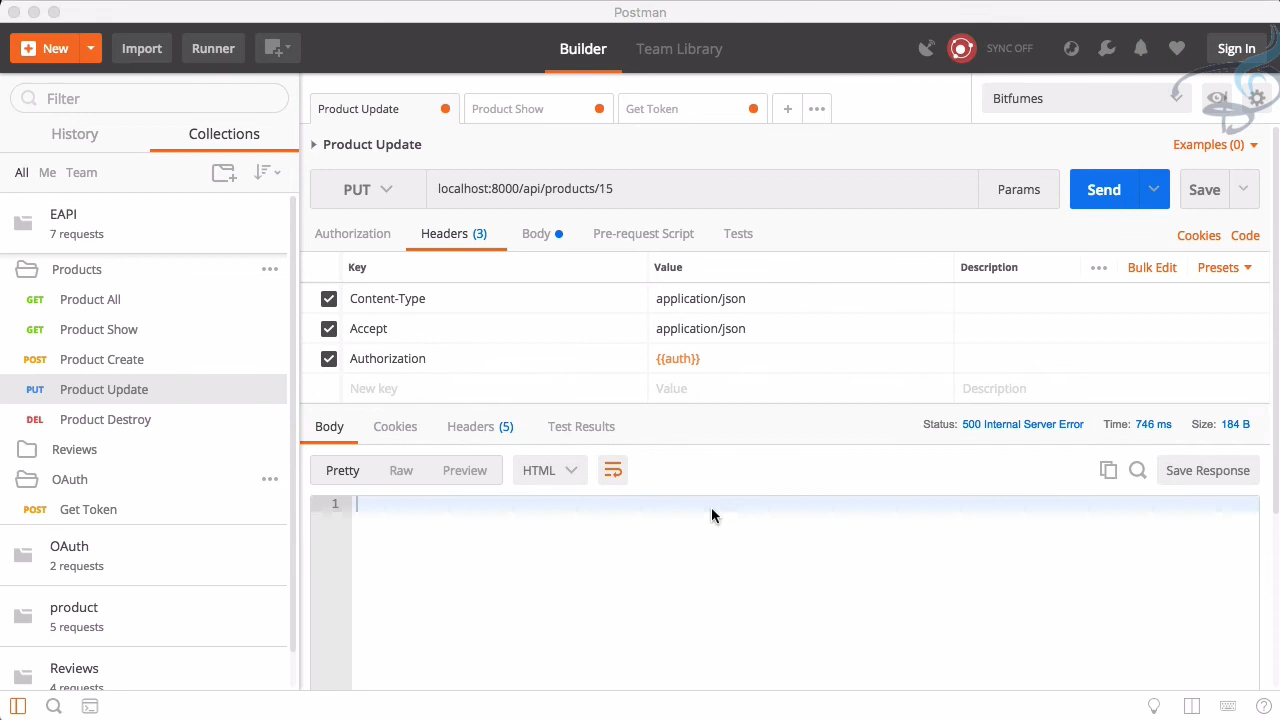 Postman
New
Import
Runner
Builder
Team Library
SYNC OFF
Sign In
Filter
History
Collections
All Me Team
EAPI
7 requests
Products
GET Product All
GET Product Show
POST Product Create
PUT Product Update
DEL Product Destroy
Reviews
OAuth
POST Get Token
OAuth
2 requests
product
5 requests
Reviews
4 requests
Product Update
Product Show
Get Token
Bitfumes
Product Update
Examples (0)
PUT
localhost:8000/api/products/15
Params
Send
Save
Authorization
Headers (3)
Body
Pre-request Script
Tests
Cookies
Code
Key Value Description
Bulk Edit
Presets
Content-Type application/json
Accept application/json
Authorization {{auth}}
New key Value Description
Body
Cookies
Headers (5)
Test Results
Status: 500 Internal Server Error
Time: 746 ms
Size: 184 B
Pretty
Raw
Preview
HTML
Save Response
1